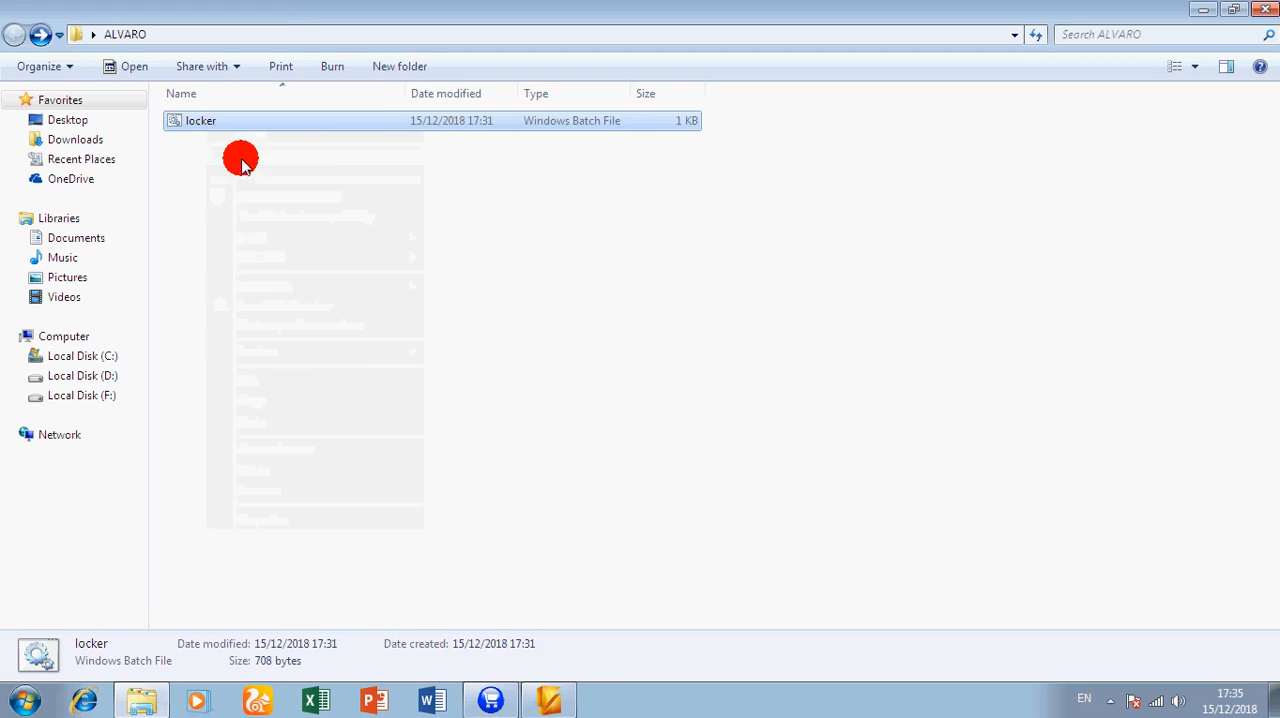 ALVARO
Search ALVARO
Organize
Open
Share with
Print
Burn
New folder
Name
Date modified
Type
Size
locker
15/12/2018 17:31
Windows Batch File
1 KB
Favorites
Desktop
Downloads
Recent Places
OneDrive
Libraries
Documents
Music
Pictures
Videos
Computer
Local Disk (C:)
Local Disk (D:)
Local Disk (F:)
Network
locker
Date modified: 15/12/2018 17:31
Date created: 15/12/2018 17:31
Windows Batch File
Size: 708 bytes
EN
17:35
15/12/2018